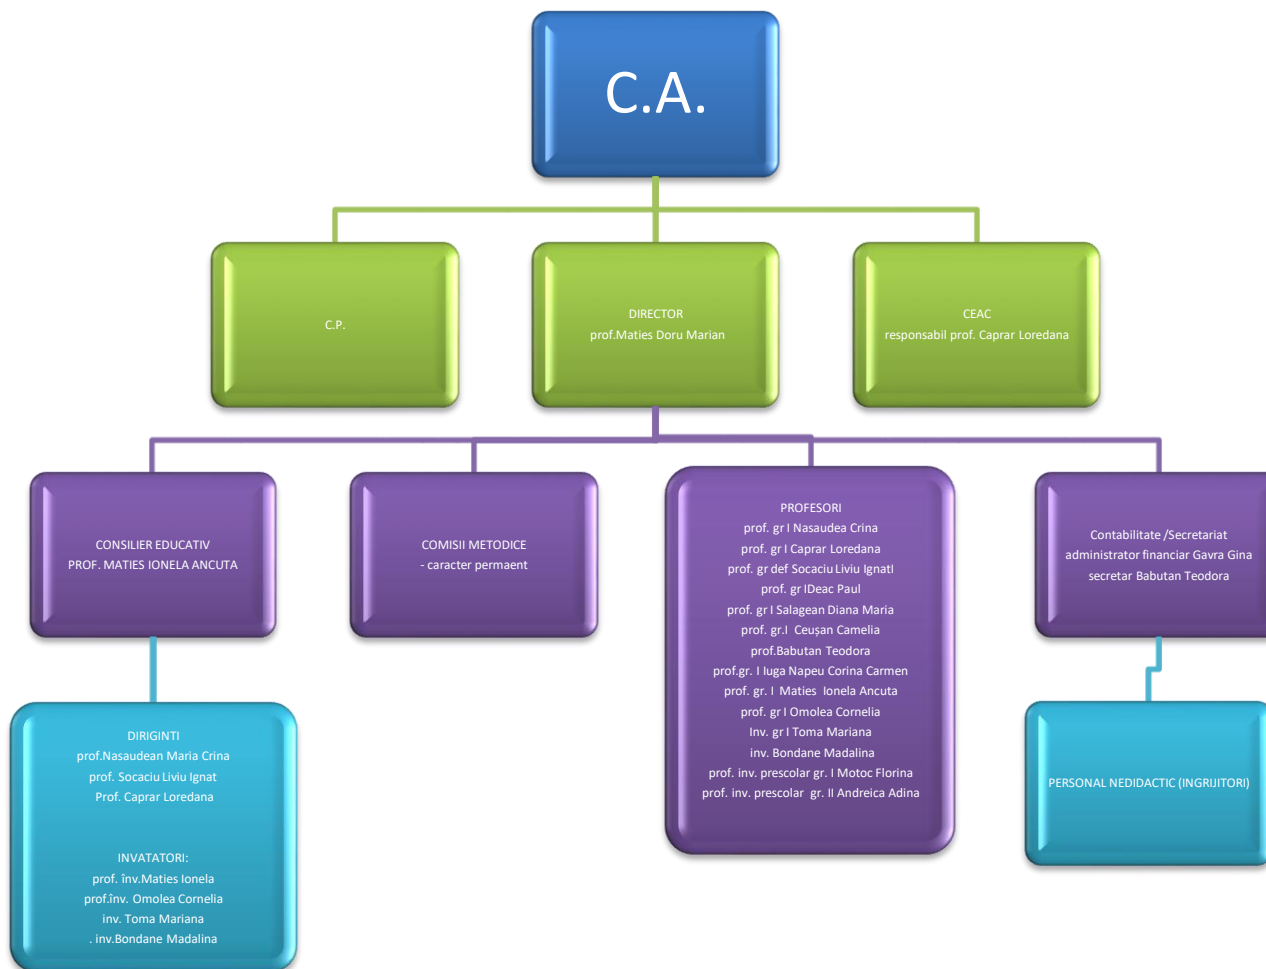 C.A.
C.P.
DIRECTOR
prof.Maties Doru Marian
CEAC
responsabil prof. Caprar Loredana
CONSILIER EDUCATIV
PROF. MATIES IONELA ANCUTA
COMISII METODICE
- caracter permaent
PROFESORI
prof. gr I Nasaudea Crina
prof. gr I Caprar Loredana
prof. gr def Socaciu Liviu IgnatI
prof. gr IDeac Paul
prof. gr I Salagean Diana Maria
prof. gr.I Ceușan Camelia
prof.Babutan Teodora
prof.gr. I Iuga Napeu Corina Carmen
prof. gr. I Maties Ionela Ancuta
prof. gr I Omolea Cornelia
Inv. gr I Toma Mariana
inv. Bondane Madalina
prof. inv. prescolar gr. I Motoc Florina
prof. inv. prescolar gr. II Andreica Adina
Contabilitate /Secretariat
administrator financiar Gavra Gina
secretar Babutan Teodora
DIRIGINTI
prof.Nasaudean Maria Crina
prof. Socaciu Liviu Ignat
Prof. Caprar Loredana
INVATATORI:
prof. înv.Maties Ionela
prof.înv. Omolea Cornelia
inv. Toma Mariana
. inv.Bondane Madalina
PERSONAL NEDIDACTIC (INGRIJITORI)